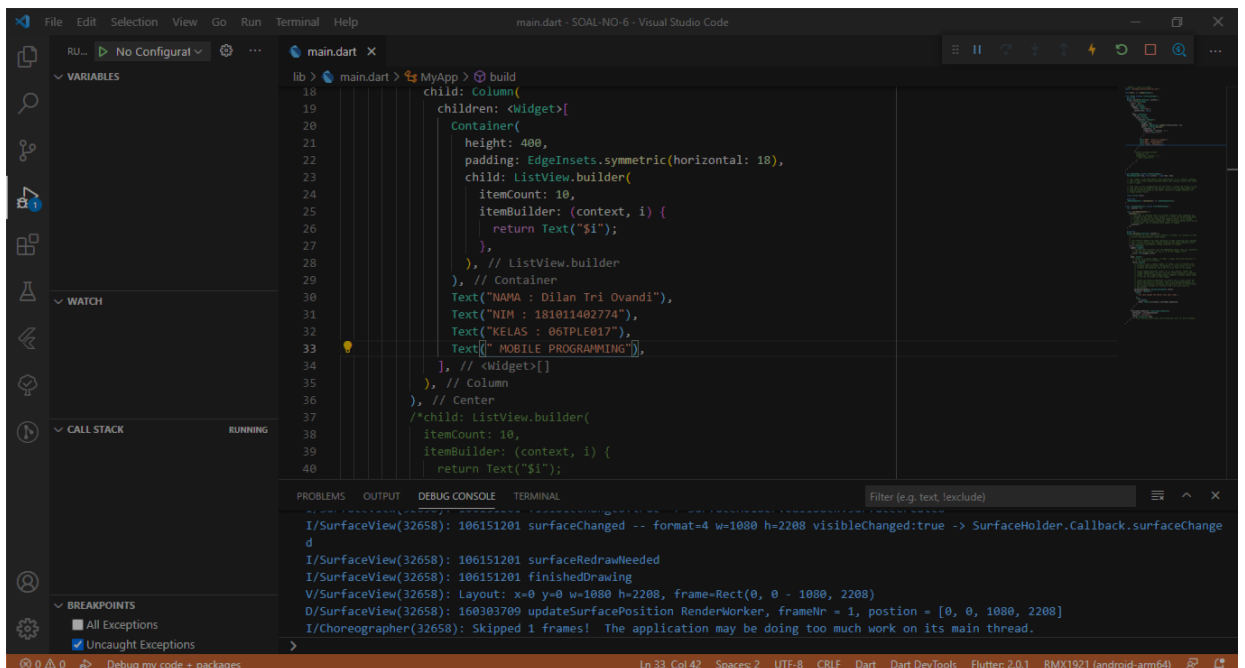 File Edit Selection View Go Run Terminal Help
main.dart - SOAL-NO-6 - Visual Studio Code
RU... No Configurat
main.dart
VARIABLES
lib > main.dart > MyApp > build
18 child: Column(
19 children: <Widget>[
20 Container(
21 height: 400,
22 padding: EdgeInsets.symmetric(horizontal: 18),
23 child: ListView.builder(
24 itemCount: 10,
25 itemBuilder: (context, i) {
26 return Text("$i");
27 },
28 ), // ListView.builder
29 ), // Container
30 Text("NAMA : Dilan Tri Ovandi"),
31 Text("NIM : 181011402774"),
32 Text("KELAS : 06TPLE017"),
33 Text(" MOBILE PROGRAMMING"),
34 ], // <Widget>[]
35 ), // Column
36 ), // Center
37 /*child: ListView.builder(
38 itemCount: 10,
39 itemBuilder: (context, i) {
40 return Text("$i");
1
WATCH
CALL STACK RUNNING
BREAKPOINTS
All Exceptions
Uncaught Exceptions
PROBLEMS OUTPUT DEBUG CONSOLE TERMINAL
Filter (e.g. text, !exclude)
I/SurfaceView(32658): 106151201 surfaceChanged -- format=4 w=1080 h=2208 visibleChanged:true -> SurfaceHolder.Callback.surfaceChange
d
I/SurfaceView(32658): 106151201 surfaceRedrawNeeded
I/SurfaceView(32658): 106151201 finishedDrawing
V/SurfaceView(32658): Layout: x=0 y=0 w=1080 h=2208, frame=Rect(0, 0 - 1080, 2208)
D/SurfaceView(32658): 160303709 updateSurfacePosition RenderWorker, frameNr = 1, postion = [0, 0, 1080, 2208]
I/Choreographer(32658): Skipped 1 frames! The application may be doing too much work on its main thread.
>
0 0 Debug my code + packages
Ln 33, Col 42 Spaces: 2 UTF-8 CRLF Dart Dart DevTools Flutter: 2.0.1 RMX1921 (android-arm64)